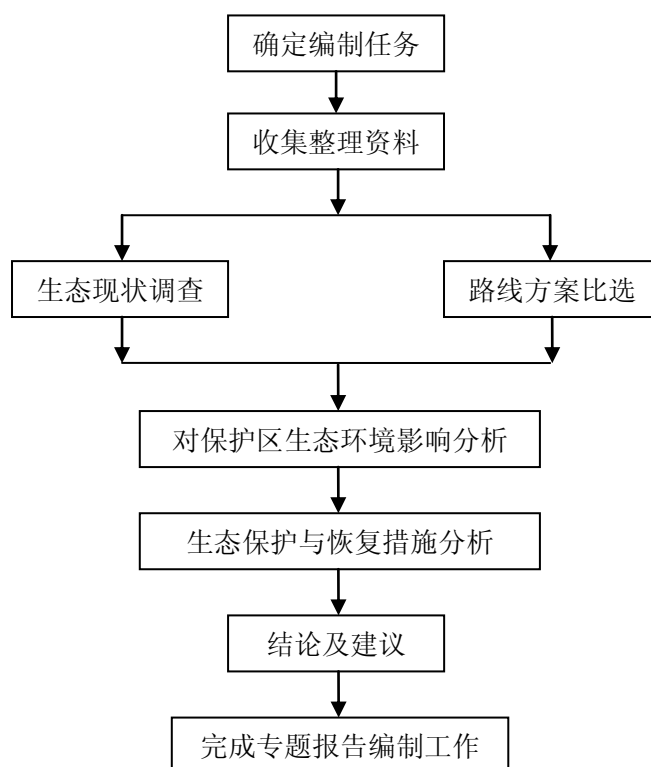 确定编制任务
收集整理资料
生态现状调查
路线方案比选
对保护区生态环境影响分析
生态保护与恢复措施分析
结论及建议
完成专题报告编制工作